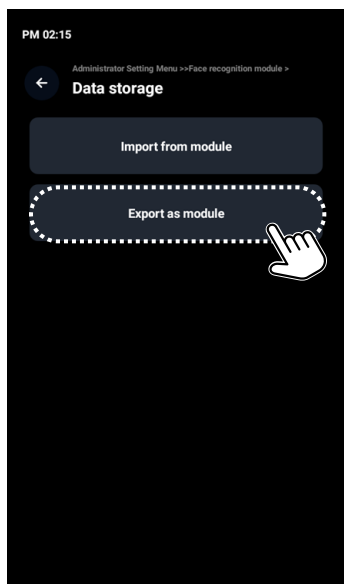 PM 02:15
Administrator Setting Menu >>Face recognition module >
Data storage
Import from module
Export as module